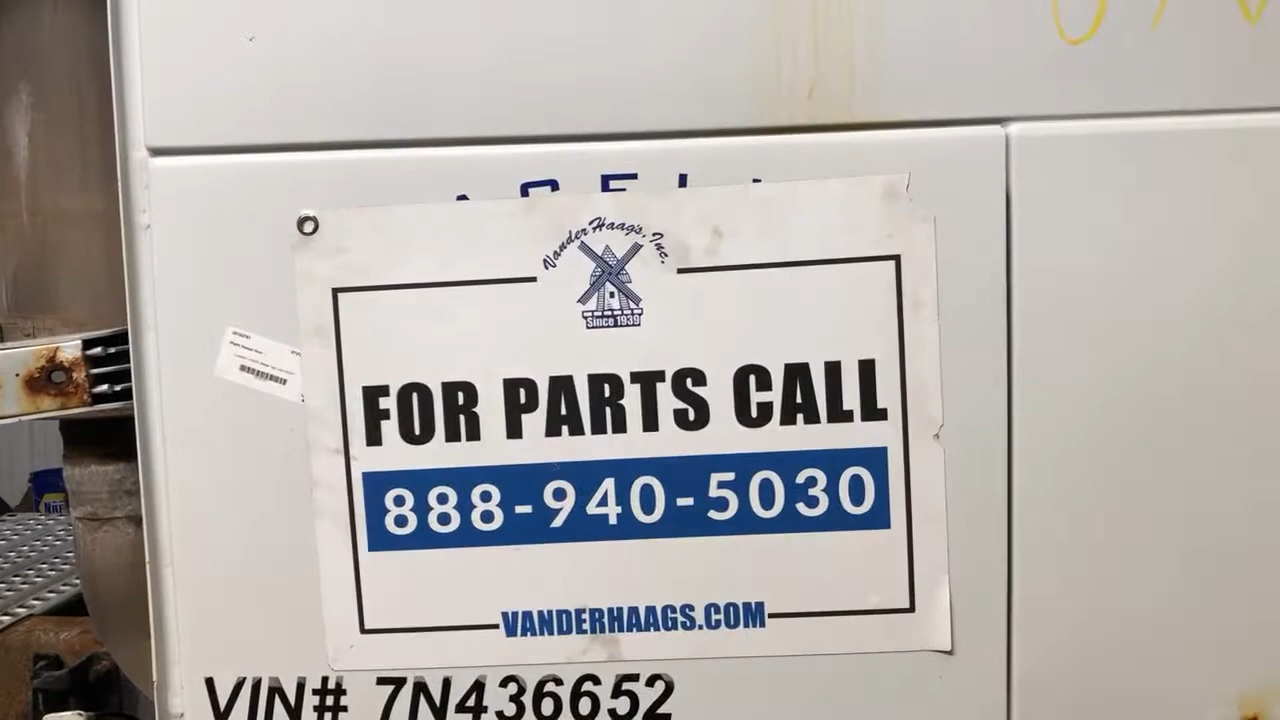 Vander Haag's, Inc.
Since 1939
FOR PARTS CALL
888-940-5030
VANDERHAAGS.COM
VIN# 7N436652